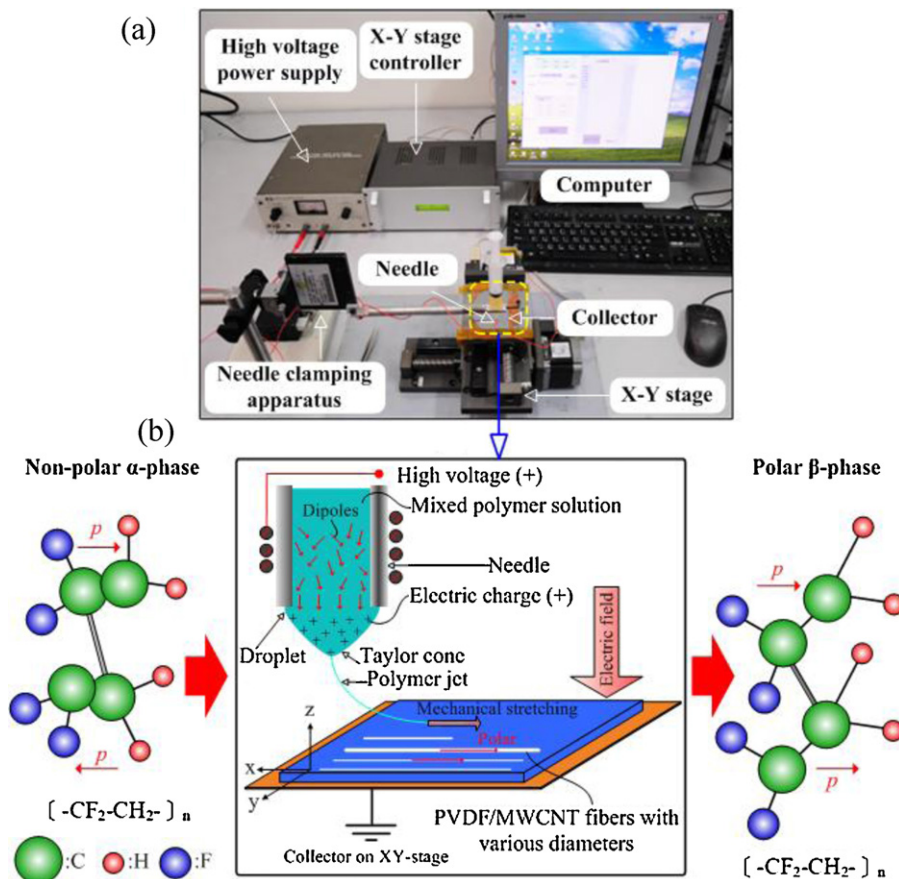 (a)
High voltage
power supply
X-Y stage
controller
Computer
Needle
Collector
Needle clamping
apparatus
X-Y stage
(b)
Non-polar α-phase
Polar β-phase
High voltage (+)
Mixed polymer solution
Dipoles
Needle
Electric charge (+)
Droplet
Taylor conc
Polymer jet
Electric field
Mechanical stretching
Polar
z
x
y
PVDF/MWCNT fibers with
various diameters
Collector on XY-stage
p
p
[ -CF2-CH2- ] n
:C :H :F
p
p
[ -CF2-CH2- ] n